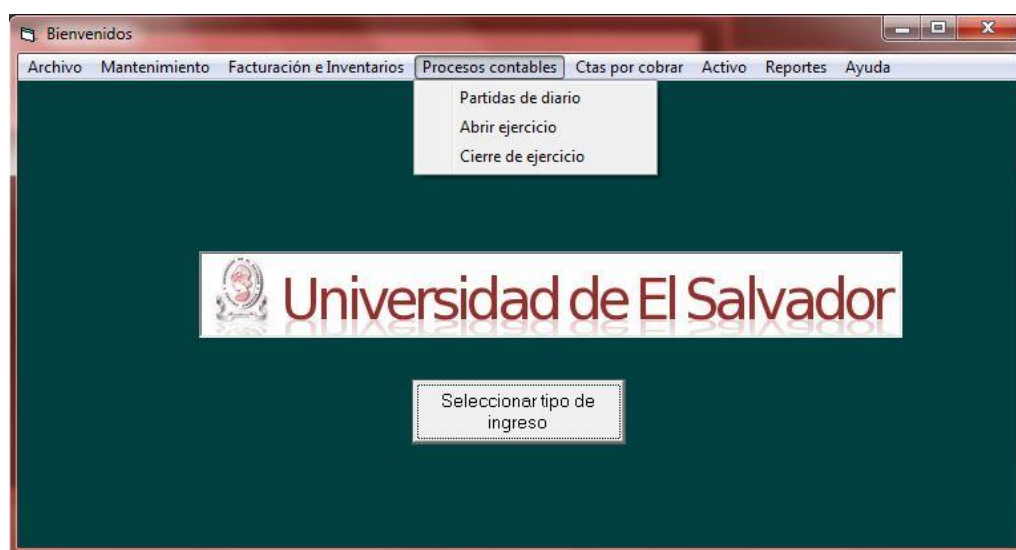 Bienvenidos
Archivo Mantenimiento Facturación e Inventarios Procesos contables Ctas por cobrar Activo Reportes Ayuda
Partidas de diario
Abrir ejercicio
Cierre de ejercicio
Universidad de El Salvador
Seleccionar tipo de
ingreso